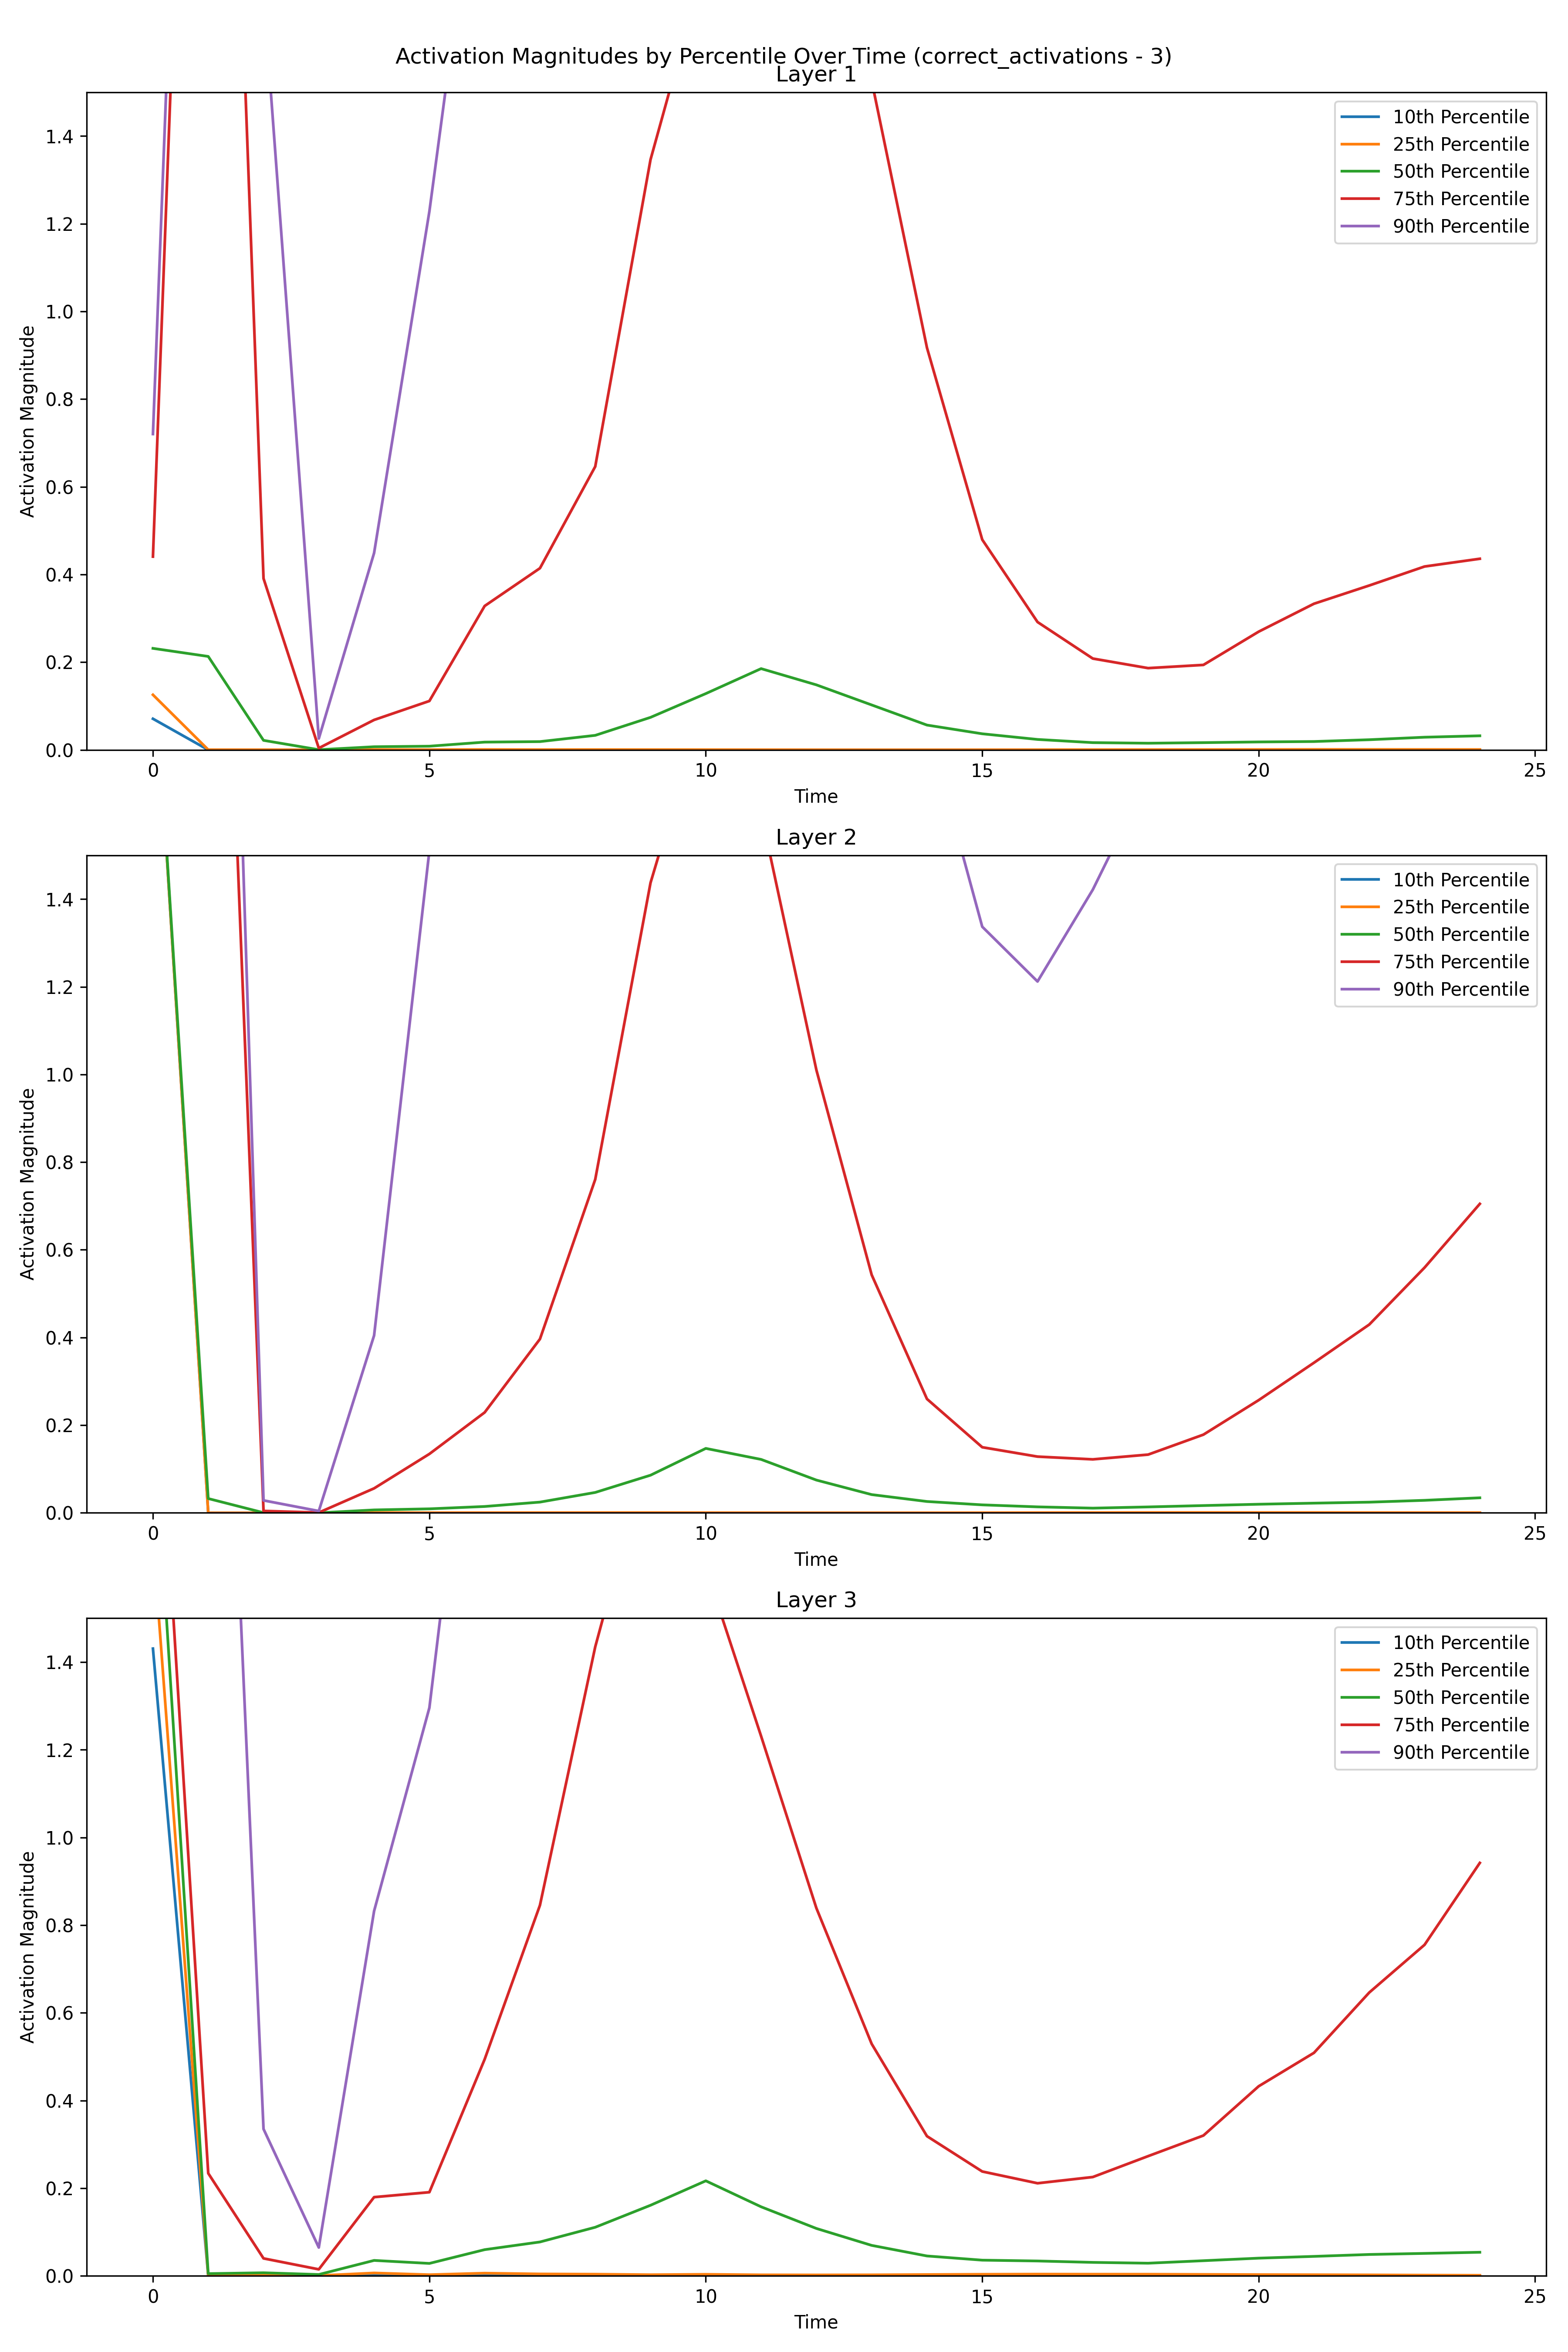 Activation Magnitudes by Percentile Over Time (correct_activations - 3)
Layer 1
1.4
1.2
1.0
0.8
0.6
0.4
0.2
0.0
Activation Magnitude
10th Percentile
25th Percentile
50th Percentile
75th Percentile
90th Percentile
0 5 10 15 20 25
Time
Layer 2
1.4
1.2
1.0
0.8
0.6
0.4
0.2
0.0
Activation Magnitude
10th Percentile
25th Percentile
50th Percentile
75th Percentile
90th Percentile
0 5 10 15 20 25
Time
Layer 3
1.4
1.2
1.0
0.8
0.6
0.4
0.2
0.0
Activation Magnitude
10th Percentile
25th Percentile
50th Percentile
75th Percentile
90th Percentile
0 5 10 15 20 25
Time